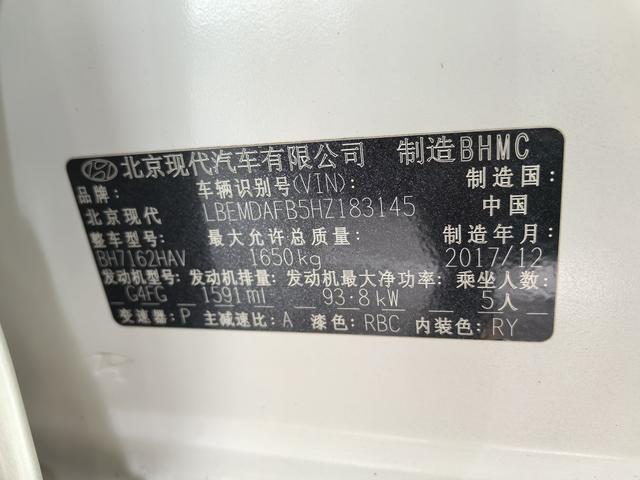 北京现代汽车有限公司 制造BHMC
品牌: 车辆识别号(VIN): 制造国:
北京现代 LBEMDAFB5HZ183145 中国
整车型号: 最大允许总质量: 制造年月:
BH7162HAV 1650kg 2017/12
发动机型号: 发动机排量: 发动机最大净功率: 乘坐人数:
G4FG 1591ml 93.8kW 5人
变速器: P 主减速比: A 漆色: RBC 内装色: RY